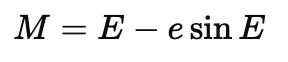 M = E − e sin E